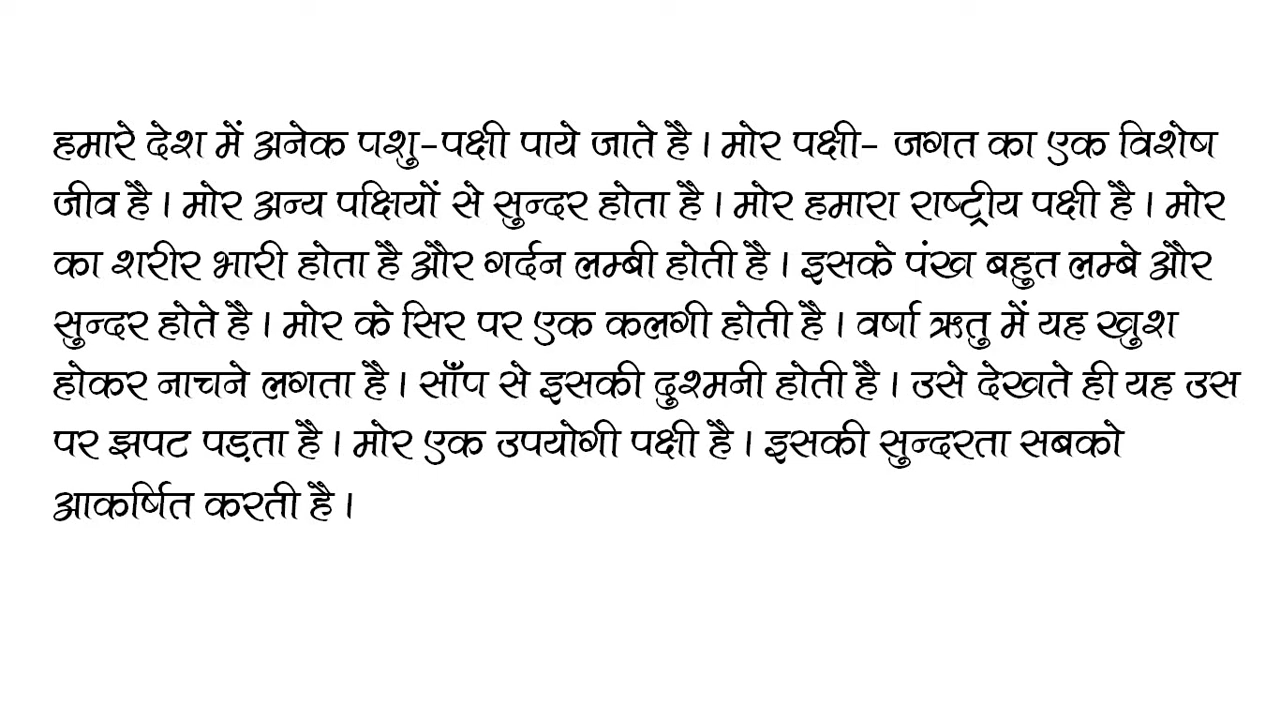 हमारे देश में अनेक पशु-पक्षी पाये जाते है । मोर पक्षी- जगत का एक विशेष
जीव है । मोर अन्य पक्षियों से सुन्दर होता है । मोर हमारा राष्ट्रीय पक्षी है । मोर
का शरीर भारी होता है और गर्दन लम्बी होती है । इसके पंख बहुत लम्बे और
सुन्दर होते है । मोर के सिर पर एक कलगी होती है । वर्षा ऋतु में यह खुश
होकर नाचने लगता है । साँप से इसकी दुश्मनी होती है । उसे देखते ही यह उस
पर झपट पड़ता है । मोर एक उपयोगी पक्षी है । इसकी सुन्दरता सबको
आकर्षित करती है ।